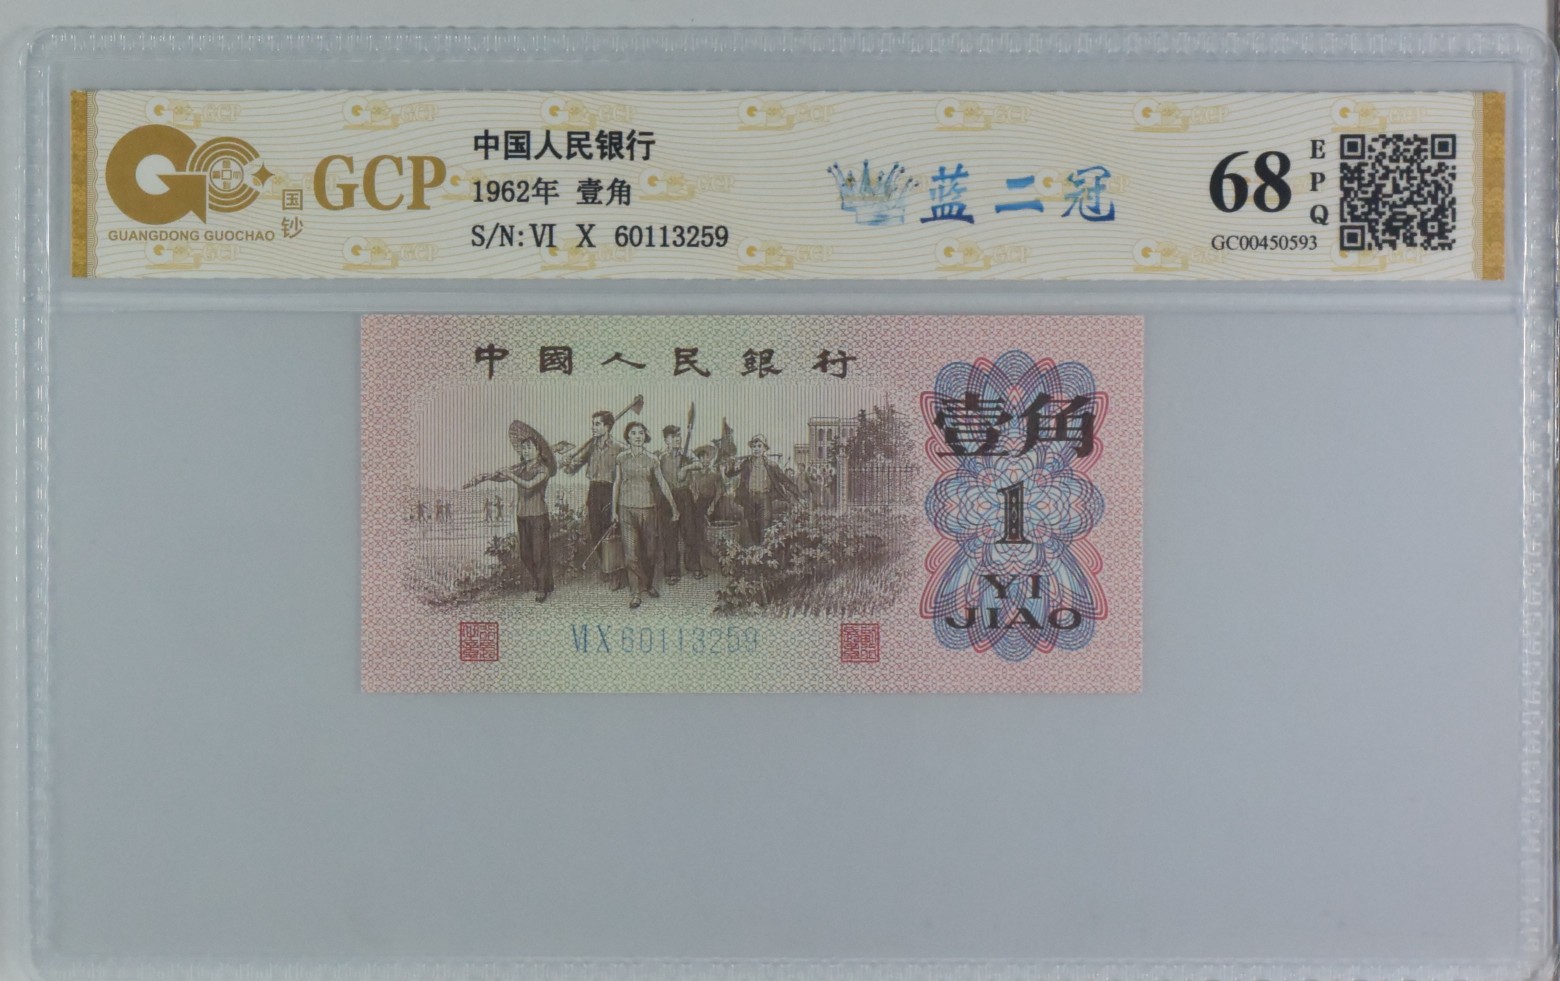 GCP
国钞
GUANGDONG GUOCHAO
中国人民银行
1962年 壹角
S/N: VI X 60113259
蓝二冠
68
EPQ
GC00450593
中國人民銀行
壹角
1
YI
JIAO
VI X 60113259